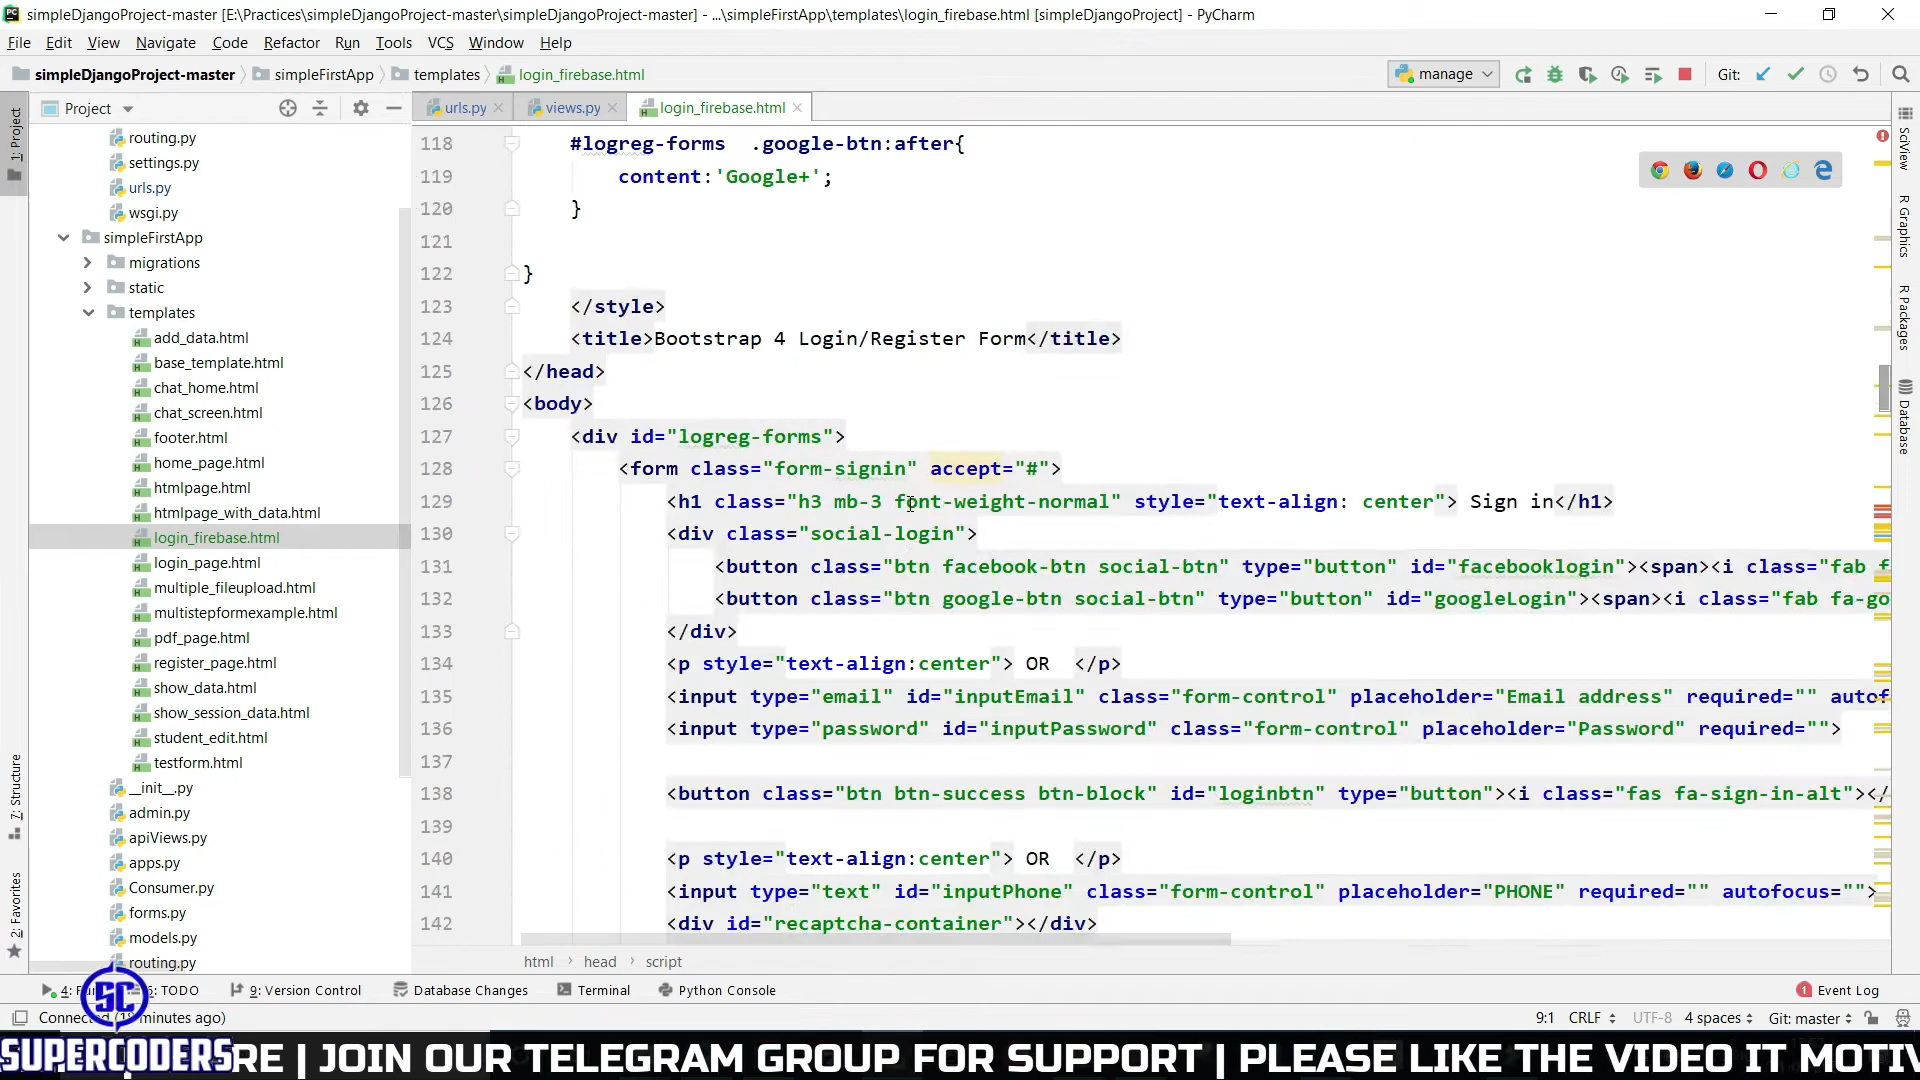 simpleDjangoProject-master [E:\Practices\simpleDjangoProject-master\simpleDjangoProject-master] - ...\simpleFirstApp\templates\login_firebase.html [simpleDjangoProject] - PyCharm
File Edit View Navigate Code Refactor Run Tools VCS Window Help
simpleDjangoProject-master simpleFirstApp templates login_firebase.html manage Git:
1: Project
Project
routing.py
settings.py
urls.py
wsgi.py
simpleFirstApp
migrations
static
templates
add_data.html
base_template.html
chat_home.html
chat_screen.html
footer.html
home_page.html
htmlpage.html
htmlpage_with_data.html
login_firebase.html
login_page.html
multiple_fileupload.html
multistepformexample.html
pdf_page.html
register_page.html
show_data.html
show_session_data.html
student_edit.html
testform.html
__init__.py
admin.py
apiViews.py
apps.py
Consumer.py
forms.py
models.py
routing.py
7: Structure
2: Favorites
urls.py views.py login_firebase.html
118 #logreg-forms .google-btn:after{
119 content:'Google+';
120 }
121
122 }
123 </style>
124 <title>Bootstrap 4 Login/Register Form</title>
125 </head>
126 <body>
127 <div id="logreg-forms">
128 <form class="form-signin" accept="#">
129 <h1 class="h3 mb-3 font-weight-normal" style="text-align: center"> Sign in</h1>
130 <div class="social-login">
131 <button class="btn facebook-btn social-btn" type="button" id="facebooklogin"><span><i class="fab f
132 <button class="btn google-btn social-btn" type="button" id="googleLogin"><span><i class="fab fa-go
133 </div>
134 <p style="text-align:center"> OR </p>
135 <input type="email" id="inputEmail" class="form-control" placeholder="Email address" required="" autof
136 <input type="password" id="inputPassword" class="form-control" placeholder="Password" required="">
137
138 <button class="btn btn-success btn-block" id="loginbtn" type="button"><i class="fas fa-sign-in-alt"></
139
140 <p style="text-align:center"> OR </p>
141 <input type="text" id="inputPhone" class="form-control" placeholder="PHONE" required="" autofocus="">
142 <div id="recaptcha-container"></div>
html head script
SciView
R Graphics
R Packages
Database
4: 6: TODO 9: Version Control Database Changes Terminal Python Console 1 Event Log
9:1 CRLF UTF-8 4 spaces Git: master
SC
SUPERCODERS
RE | JOIN OUR TELEGRAM GROUP FOR SUPPORT | PLEASE LIKE THE VIDEO IT MOTIV